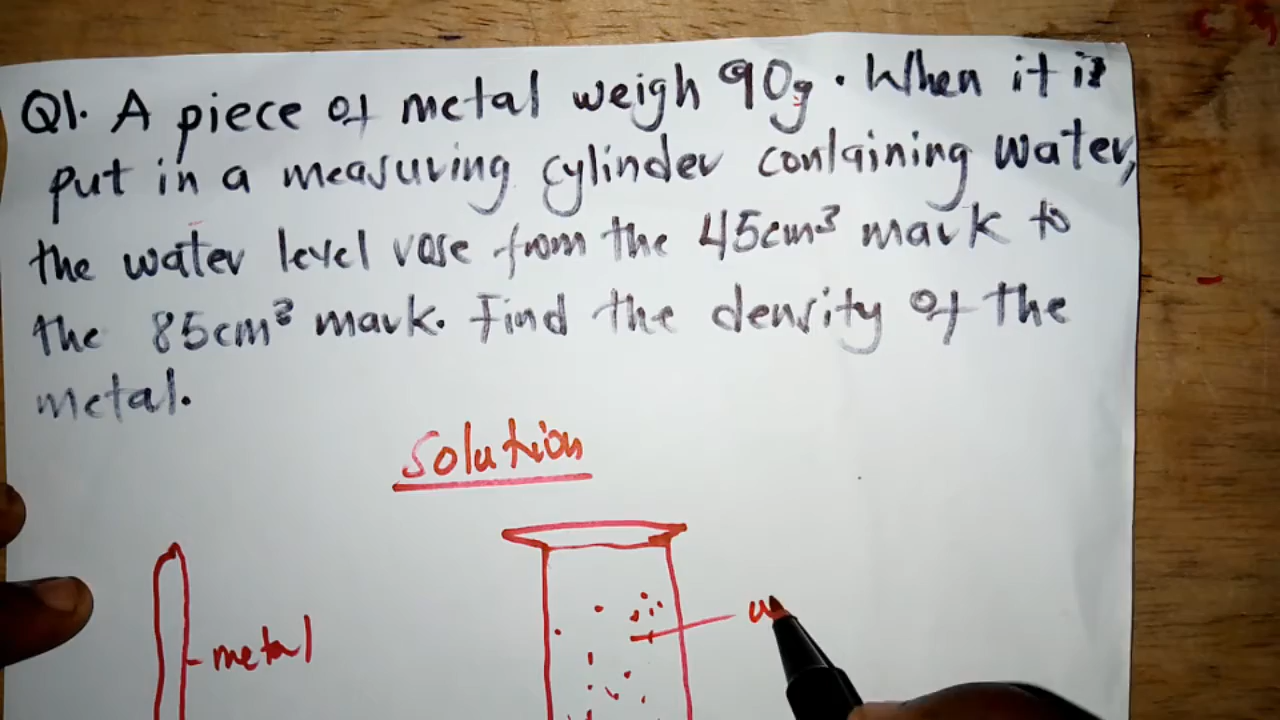 Q1. A piece of metal weigh 90g. When it is
put in a measuring cylinder containing water,
the water level rose from the 45cm³ mark to
the 85cm³ mark. Find the density of the
metal.
Solution
metal